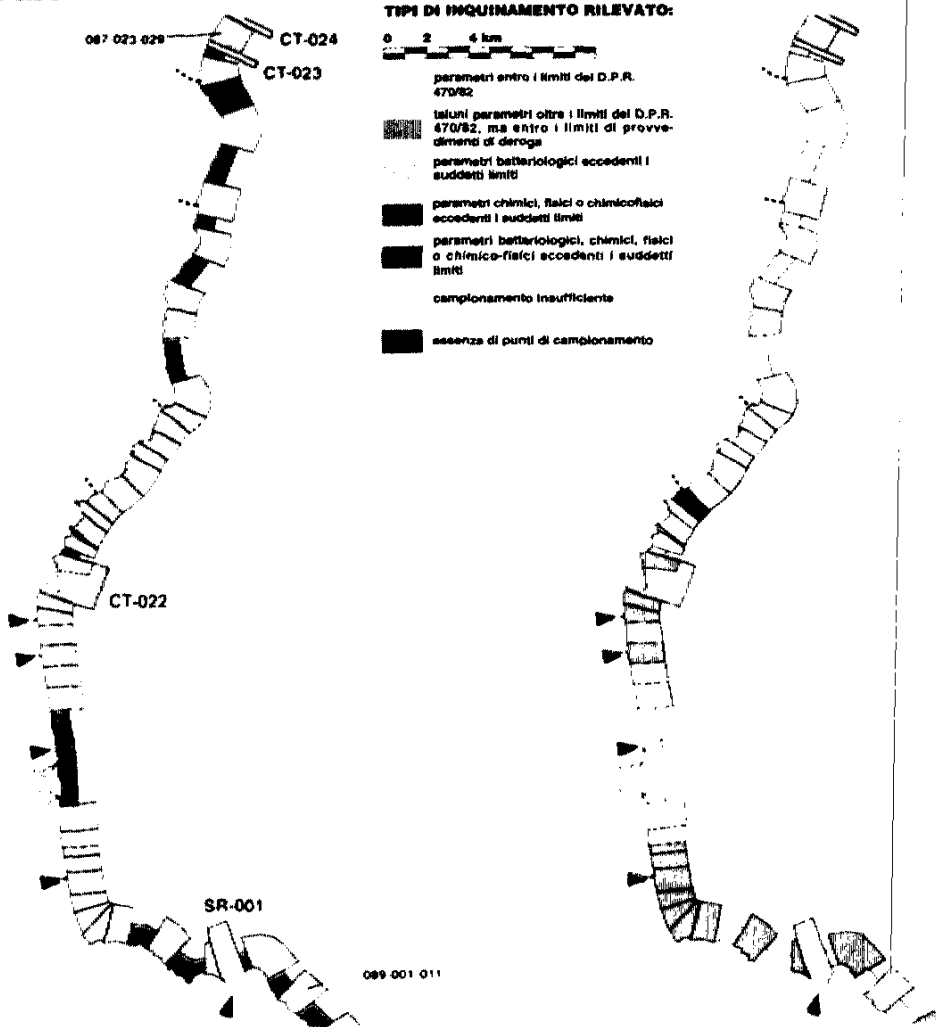 TIPI DI INQUINAMENTO RILEVATO:
0 2 4 km
parametri entro i limiti del D.P.R.
470/82
taluni parametri oltre i limiti del D.P.R.
470/82, ma entro i limiti di provve-
dimenti di deroga
parametri batteriologici eccedenti i
suddetti limiti
parametri chimici, fisici o chimicofisici
eccedenti i suddetti limiti
parametri batteriologici, chimici, fisici
o chimico-fisici eccedenti i suddetti
limiti
campionamento insufficiente
assenza di punti di campionamento
087-023-029
CT-024
CT-023
CT-022
SR-001
089-001-011